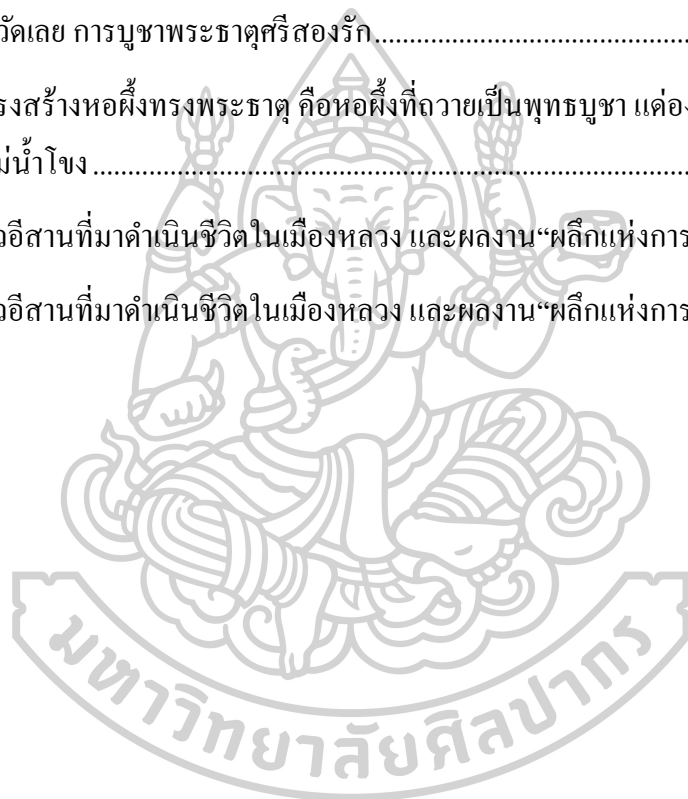 วัดเลย การบูชาพระธาตุศรีสองรัก.......................................................
รงสร้างหอผึ้งทรงพระธาตุ คือหอผึ้งที่ถวายเป็นพุทธบูชา แด่อง
ม่น้ำโขง.....................................................................................................
วอีสานที่มาดำเนินชีวิตในเมืองหลวง และผลงาน“ผลึกแห่งการ
วอีสานที่มาดำเนินชีวิตในเมืองหลวง และผลงาน“ผลึกแห่งการ
มหาวิทยาลัยศิลปากร